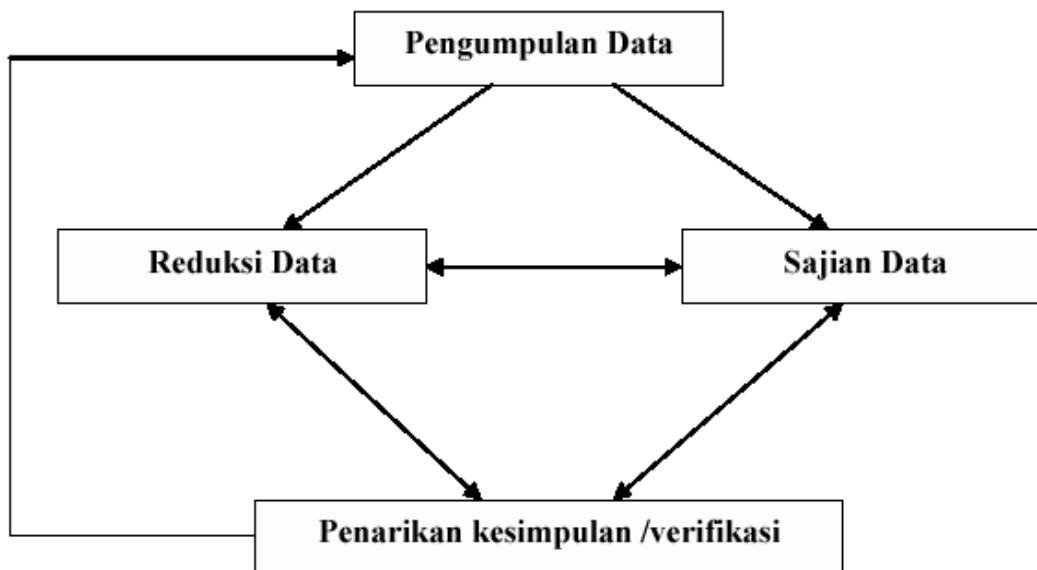 Pengumpulan Data
Reduksi Data
Sajian Data
Penarikan kesimpulan /verifikasi